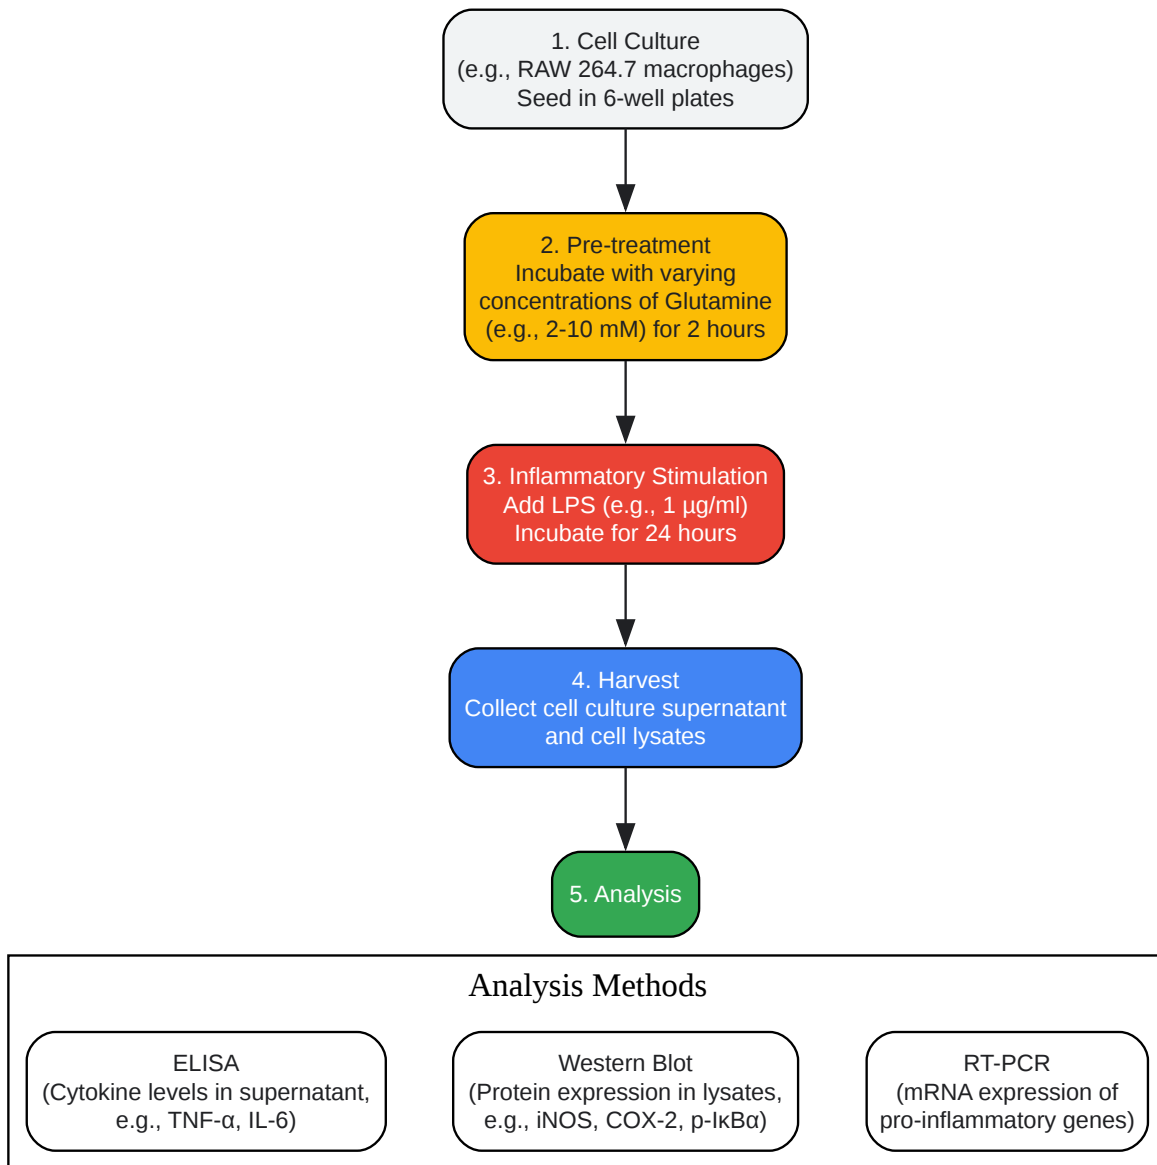 1. Cell Culture
(e.g., RAW 264.7 macrophages)
Seed in 6-well plates
2. Pre-treatment
Incubate with varying
concentrations of Glutamine
(e.g., 2-10 mM) for 2 hours
3. Inflammatory Stimulation
Add LPS (e.g., 1 µg/ml)
Incubate for 24 hours
4. Harvest
Collect cell culture supernatant
and cell lysates
5. Analysis
Analysis Methods
ELISA
(Cytokine levels in supernatant,
e.g., TNF-α, IL-6)
Western Blot
(Protein expression in lysates,
e.g., iNOS, COX-2, p-IκBα)
RT-PCR
(mRNA expression of
pro-inflammatory genes)